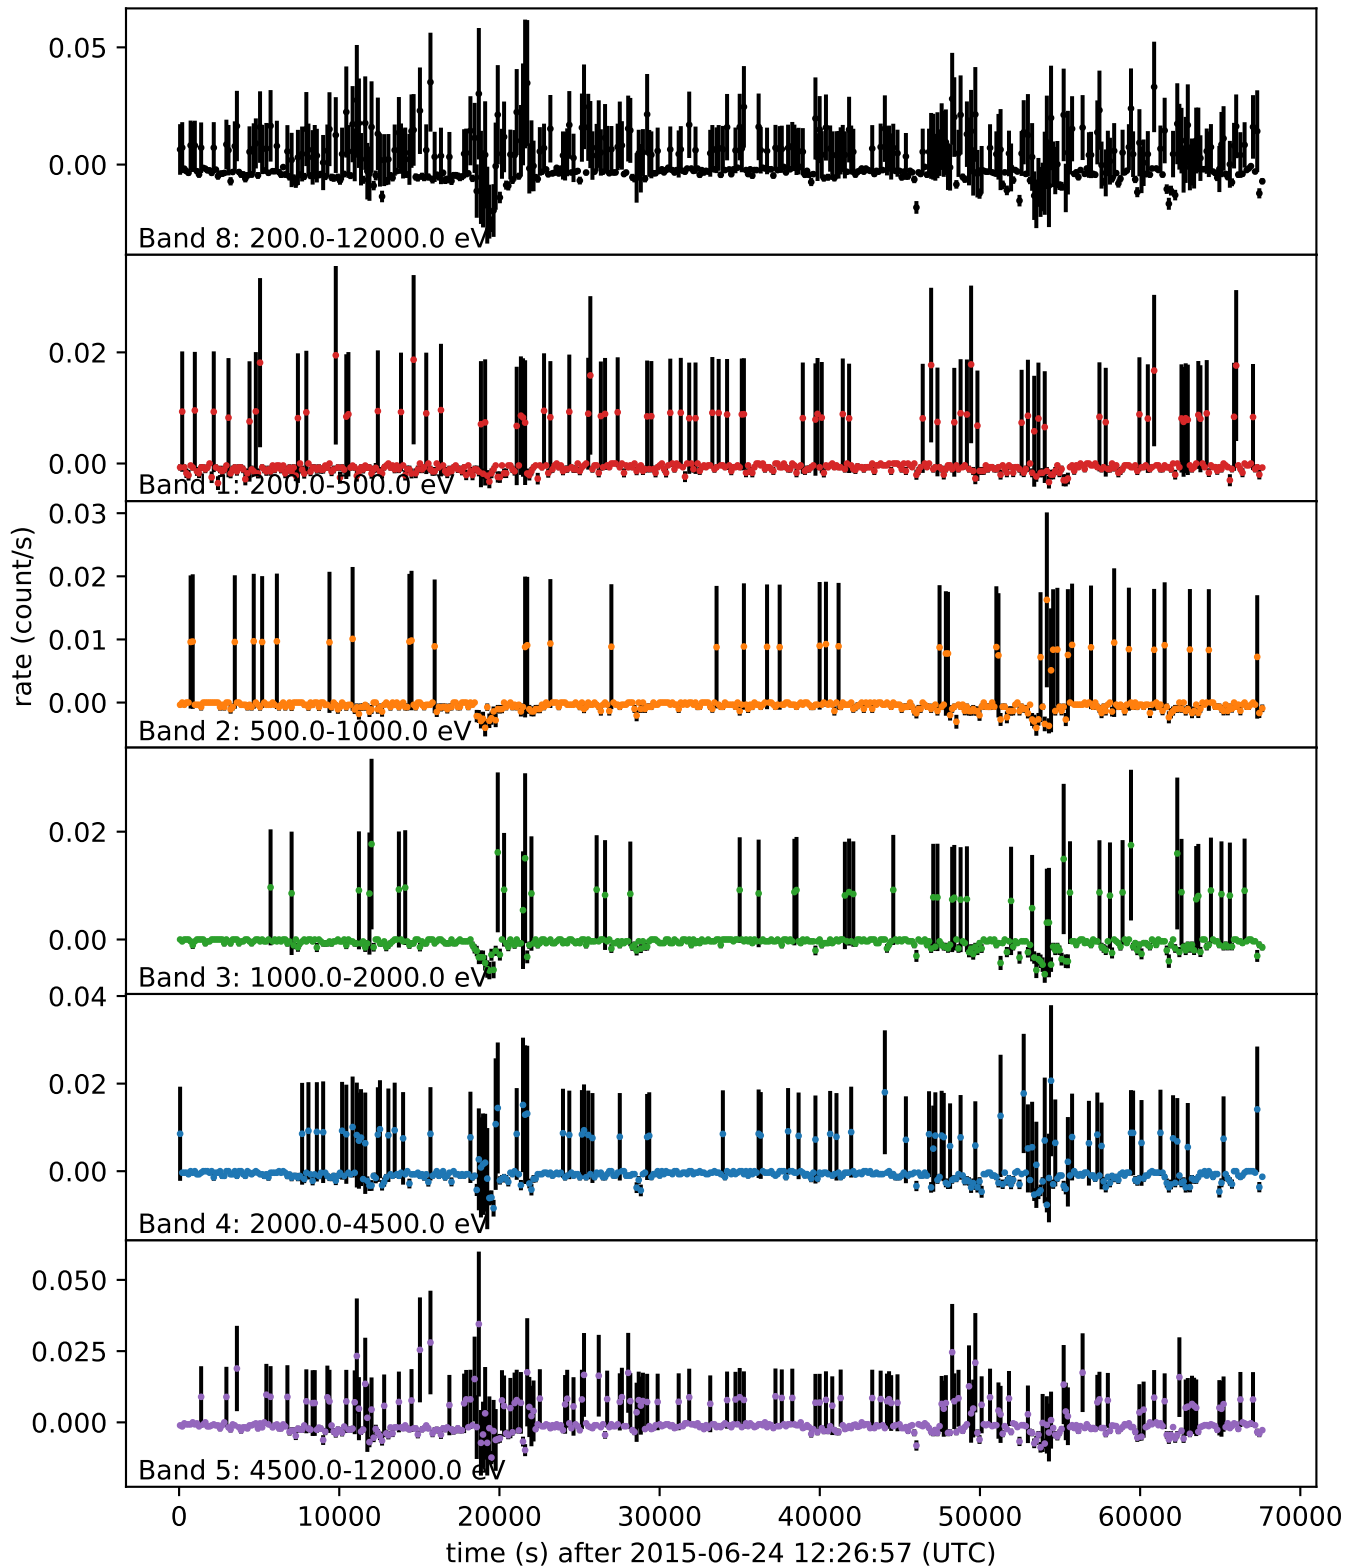 0.05
0.00
Band 8: 200.0-12000.0 eV
0.02
0.00
Band 1: 200.0-500.0 eV
0.03
0.02
0.01
0.00
Band 2: 500.0-1000.0 eV
rate (count/s)
0.02
0.00
Band 3: 1000.0-2000.0 eV
0.04
0.02
0.00
Band 4: 2000.0-4500.0 eV
0.050
0.025
0.000
Band 5: 4500.0-12000.0 eV
0 10000 20000 30000 40000 50000 60000 70000
time (s) after 2015-06-24 12:26:57 (UTC)